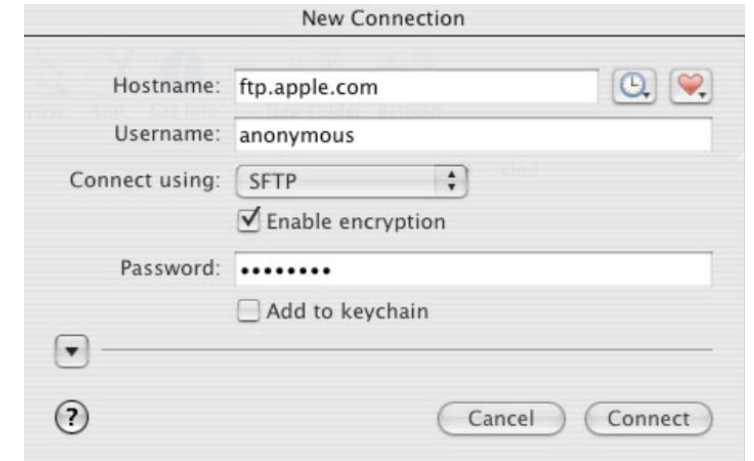 New Connection
Hostname: ftp.apple.com
Username: anonymous
Connect using: SFTP
Enable encryption
Password: ••••••••
Add to keychain
?
Cancel Connect